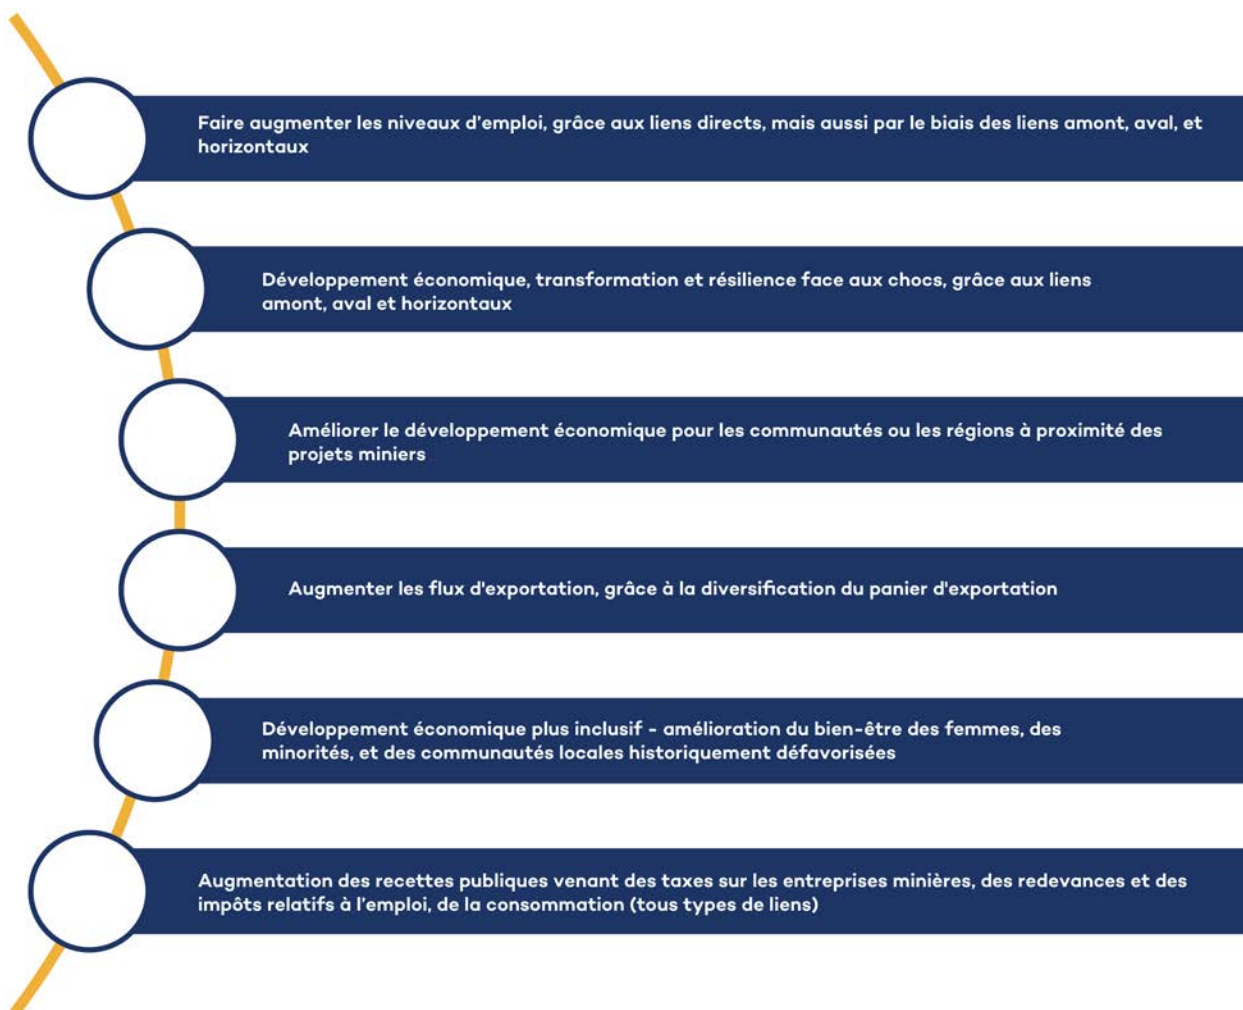 Faire augmenter les niveaux d’emploi, grâce aux liens directs, mais aussi par le biais des liens amont, aval, et
horizontaux
Développement économique, transformation et résilience face aux chocs, grâce aux liens
amont, aval et horizontaux
Améliorer le développement économique pour les communautés ou les régions à proximité des
projets miniers
Augmenter les flux d'exportation, grâce à la diversification du panier d'exportation
Développement économique plus inclusif - amélioration du bien-être des femmes, des
minorités, et des communautés locales historiquement défavorisées
Augmentation des recettes publiques venant des taxes sur les entreprises minières, des redevances et des
impôts relatifs à l’emploi, de la consommation (tous types de liens)